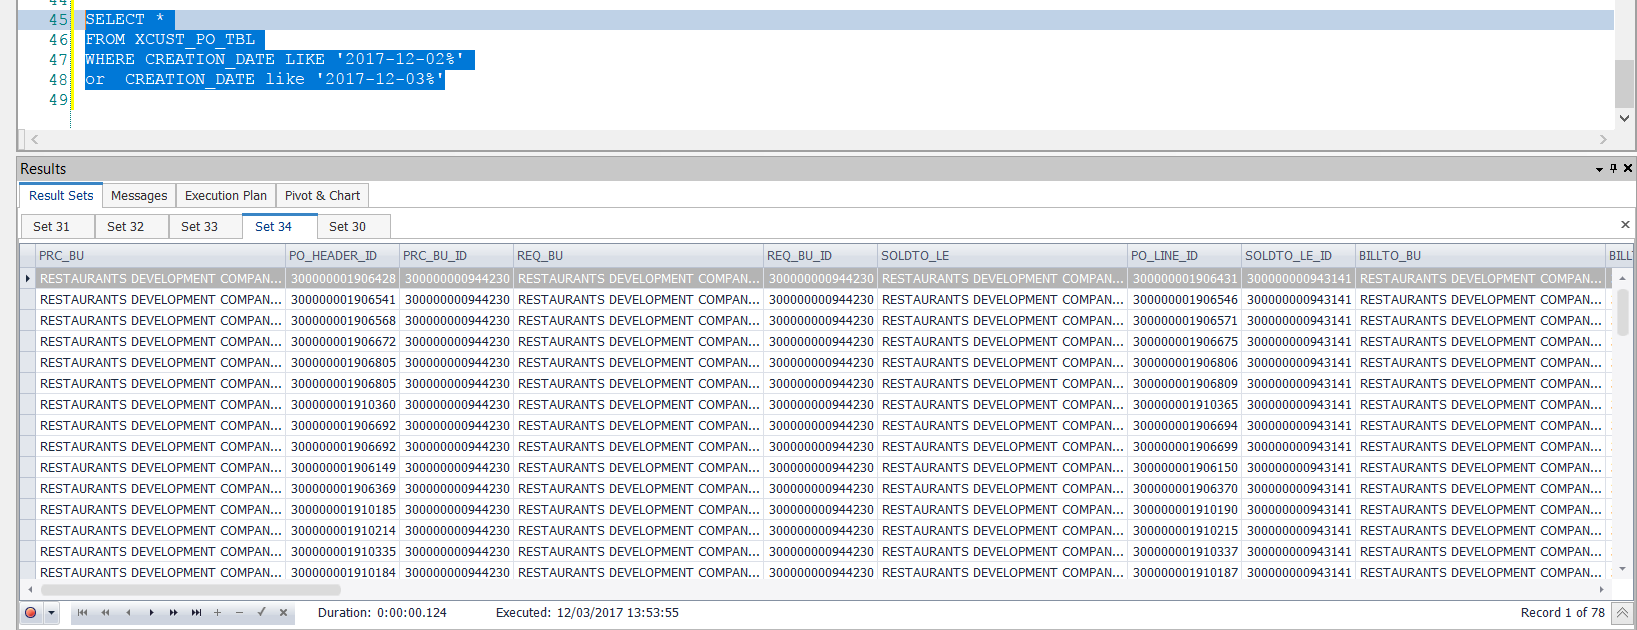 44
45 SELECT *
46 FROM XCUST_PO_TBL
47 WHERE CREATION_DATE LIKE '2017-12-02%'
48 or  CREATION_DATE like '2017-12-03%'
49
Results
Result Sets Messages Execution Plan Pivot & Chart
Set 31 Set 32 Set 33 Set 34 Set 30
PRC_BU PO_HEADER_ID PRC_BU_ID REQ_BU REQ_BU_ID SOLDTO_LE PO_LINE_ID SOLDTO_LE_ID BILLTO_BU BILLT
RESTAURANTS DEVELOPMENT COMPAN... 300000001906428 300000000944230 RESTAURANTS DEVELOPMENT COMPAN... 300000000944230 RESTAURANTS DEVELOPMENT COMPAN... 300000001906431 300000000943141 RESTAURANTS DEVELOPMENT COMPAN...
RESTAURANTS DEVELOPMENT COMPAN... 300000001906541 300000000944230 RESTAURANTS DEVELOPMENT COMPAN... 300000000944230 RESTAURANTS DEVELOPMENT COMPAN... 300000001906546 300000000943141 RESTAURANTS DEVELOPMENT COMPAN...
RESTAURANTS DEVELOPMENT COMPAN... 300000001906568 300000000944230 RESTAURANTS DEVELOPMENT COMPAN... 300000000944230 RESTAURANTS DEVELOPMENT COMPAN... 300000001906571 300000000943141 RESTAURANTS DEVELOPMENT COMPAN...
RESTAURANTS DEVELOPMENT COMPAN... 300000001906672 300000000944230 RESTAURANTS DEVELOPMENT COMPAN... 300000000944230 RESTAURANTS DEVELOPMENT COMPAN... 300000001906675 300000000943141 RESTAURANTS DEVELOPMENT COMPAN...
RESTAURANTS DEVELOPMENT COMPAN... 300000001906805 300000000944230 RESTAURANTS DEVELOPMENT COMPAN... 300000000944230 RESTAURANTS DEVELOPMENT COMPAN... 300000001906806 300000000943141 RESTAURANTS DEVELOPMENT COMPAN...
RESTAURANTS DEVELOPMENT COMPAN... 300000001906805 300000000944230 RESTAURANTS DEVELOPMENT COMPAN... 300000000944230 RESTAURANTS DEVELOPMENT COMPAN... 300000001906809 300000000943141 RESTAURANTS DEVELOPMENT COMPAN...
RESTAURANTS DEVELOPMENT COMPAN... 300000001910360 300000000944230 RESTAURANTS DEVELOPMENT COMPAN... 300000000944230 RESTAURANTS DEVELOPMENT COMPAN... 300000001910365 300000000943141 RESTAURANTS DEVELOPMENT COMPAN...
RESTAURANTS DEVELOPMENT COMPAN... 300000001906692 300000000944230 RESTAURANTS DEVELOPMENT COMPAN... 300000000944230 RESTAURANTS DEVELOPMENT COMPAN... 300000001906694 300000000943141 RESTAURANTS DEVELOPMENT COMPAN...
RESTAURANTS DEVELOPMENT COMPAN... 300000001906692 300000000944230 RESTAURANTS DEVELOPMENT COMPAN... 300000000944230 RESTAURANTS DEVELOPMENT COMPAN... 300000001906699 300000000943141 RESTAURANTS DEVELOPMENT COMPAN...
RESTAURANTS DEVELOPMENT COMPAN... 300000001906149 300000000944230 RESTAURANTS DEVELOPMENT COMPAN... 300000000944230 RESTAURANTS DEVELOPMENT COMPAN... 300000001906150 300000000943141 RESTAURANTS DEVELOPMENT COMPAN...
RESTAURANTS DEVELOPMENT COMPAN... 300000001906369 300000000944230 RESTAURANTS DEVELOPMENT COMPAN... 300000000944230 RESTAURANTS DEVELOPMENT COMPAN... 300000001906370 300000000943141 RESTAURANTS DEVELOPMENT COMPAN...
RESTAURANTS DEVELOPMENT COMPAN... 300000001910185 300000000944230 RESTAURANTS DEVELOPMENT COMPAN... 300000000944230 RESTAURANTS DEVELOPMENT COMPAN... 300000001910190 300000000943141 RESTAURANTS DEVELOPMENT COMPAN...
RESTAURANTS DEVELOPMENT COMPAN... 300000001910214 300000000944230 RESTAURANTS DEVELOPMENT COMPAN... 300000000944230 RESTAURANTS DEVELOPMENT COMPAN... 300000001910215 300000000943141 RESTAURANTS DEVELOPMENT COMPAN...
RESTAURANTS DEVELOPMENT COMPAN... 300000001910335 300000000944230 RESTAURANTS DEVELOPMENT COMPAN... 300000000944230 RESTAURANTS DEVELOPMENT COMPAN... 300000001910337 300000000943141 RESTAURANTS DEVELOPMENT COMPAN...
RESTAURANTS DEVELOPMENT COMPAN... 300000001910184 300000000944230 RESTAURANTS DEVELOPMENT COMPAN... 300000000944230 RESTAURANTS DEVELOPMENT COMPAN... 300000001910187 300000000943141 RESTAURANTS DEVELOPMENT COMPAN...
Duration: 0:00:00.124 Executed: 12/03/2017 13:53:55 Record 1 of 78